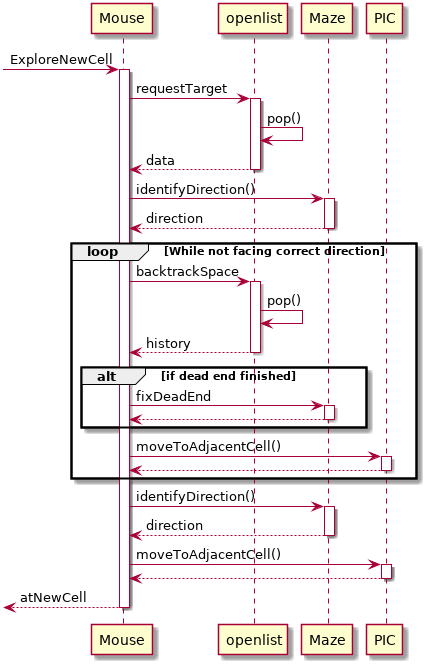 Mouse openlist Maze PIC
ExploreNewCell
requestTarget
pop()
data
identifyDirection()
direction
loop [While not facing correct direction]
backtrackSpace
pop()
history
alt [if dead end finished]
fixDeadEnd
moveToAdjacentCell()
identifyDirection()
direction
moveToAdjacentCell()
atNewCell
Mouse openlist Maze PIC